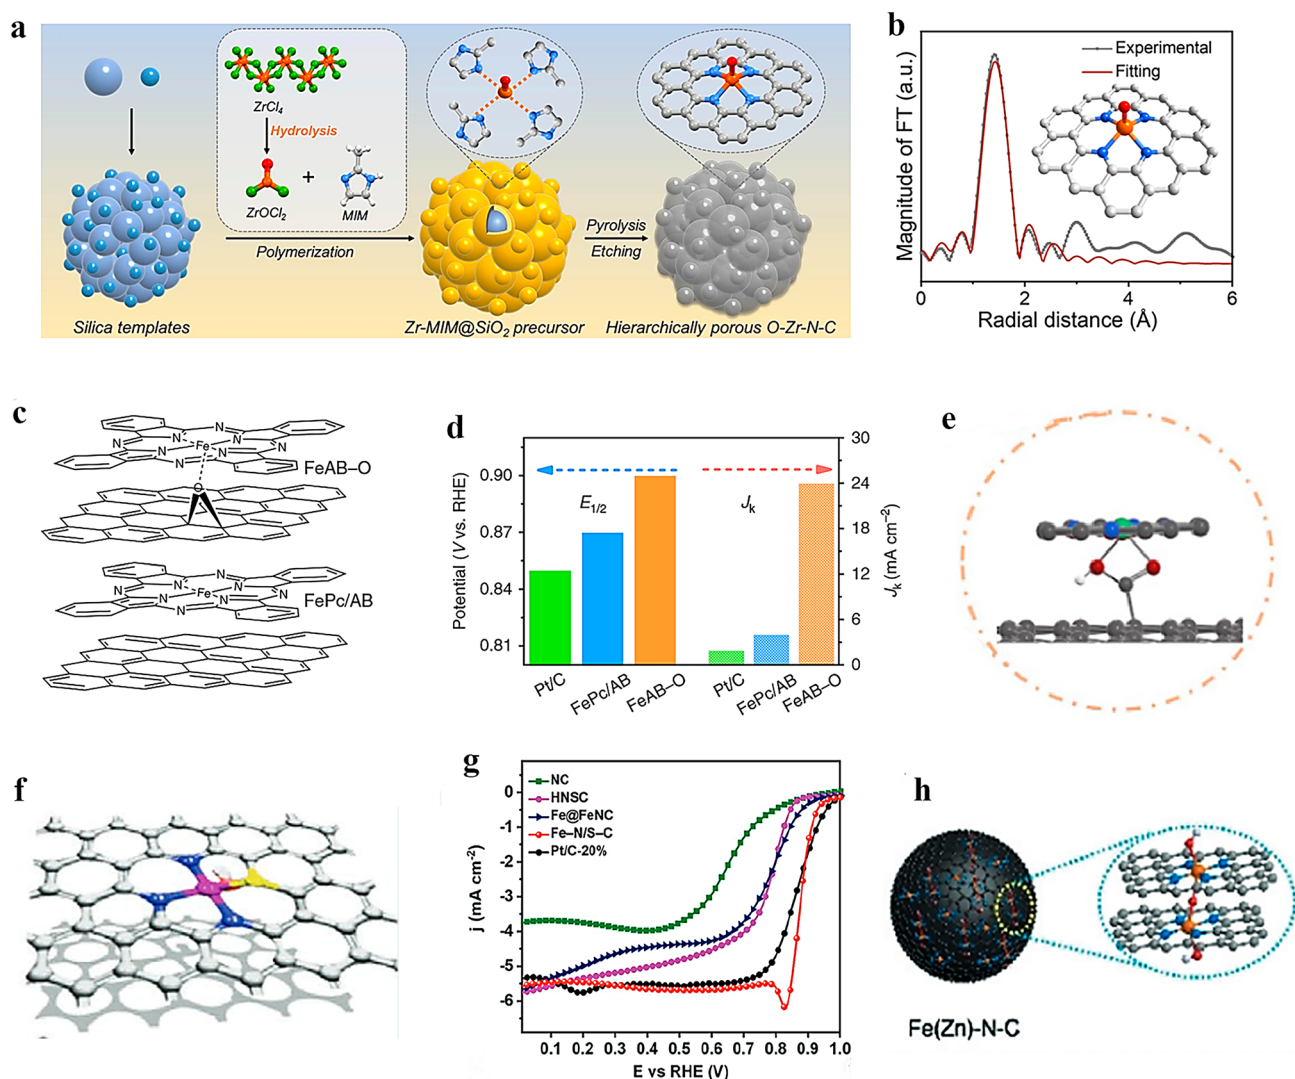 a
ZrCl4
Hydrolysis
ZrOCl2
+
MIM
Polymerization
Pyrolysis
Etching
Silica templates
Zr-MIM@SiO2 precursor
Hierarchically porous O-Zr-N-C
b
Experimental
Fitting
Magnitude of FT (a.u.)
0 2 4 6
Radial distance (Å)
c
N N N N Fe N N N N
FeAB–O
O
N N N N Fe N N N N
FePc/AB
d
Potential (V vs. RHE)
0.90
0.87
0.84
0.81
E1/2
Jk
30
24
18
12
6
0
Jk (mA cm−2)
Pt/C
FePc/AB
FeAB–O
Pt/C
FePc/AB
FeAB–O
e
f
g
NC
HNSC
Fe@FeNC
Fe–N/S–C
Pt/C-20%
j (mA cm−2)
0
-1
-2
-3
-4
-5
-6
0.1 0.2 0.3 0.4 0.5 0.6 0.7 0.8 0.9 1.0
E vs RHE (V)
h
Fe(Zn)-N-C